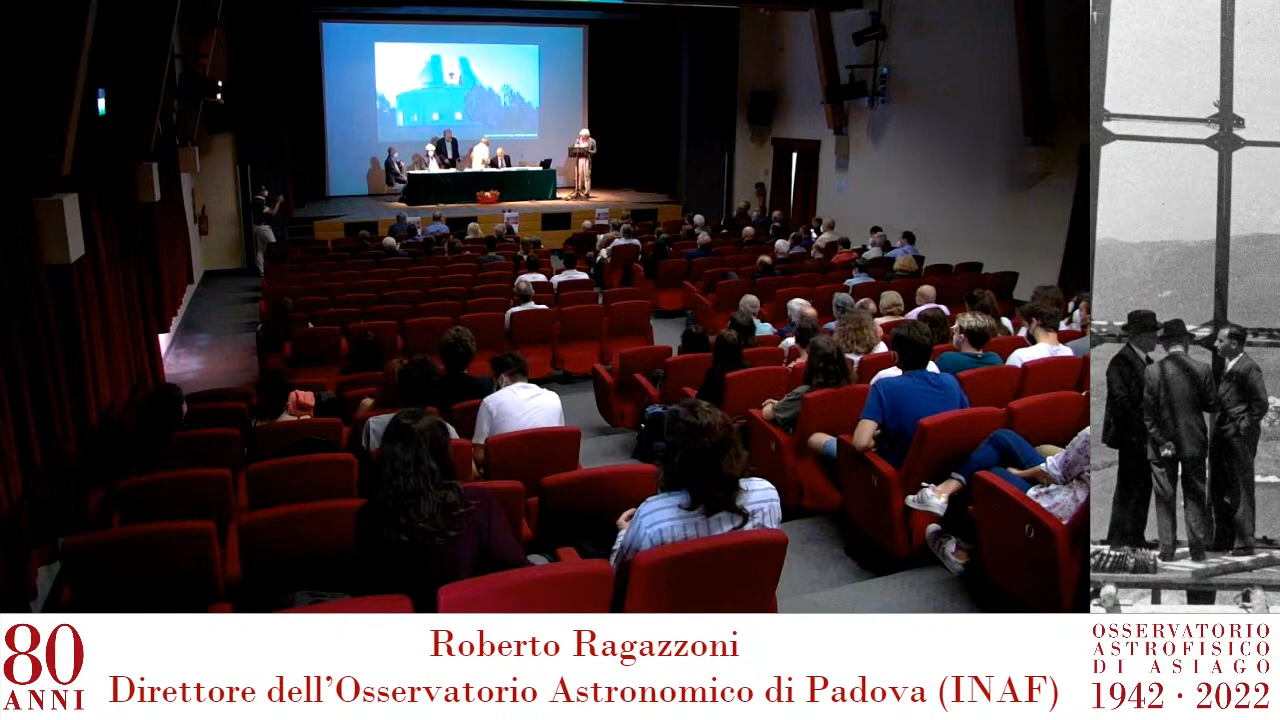 80
ANNI
Roberto Ragazzoni
Direttore dell'Osservatorio Astronomico di Padova (INAF)
OSSERVATORIO
ASTROFISICO
DI ASIAGO
1942 · 2022
N
O